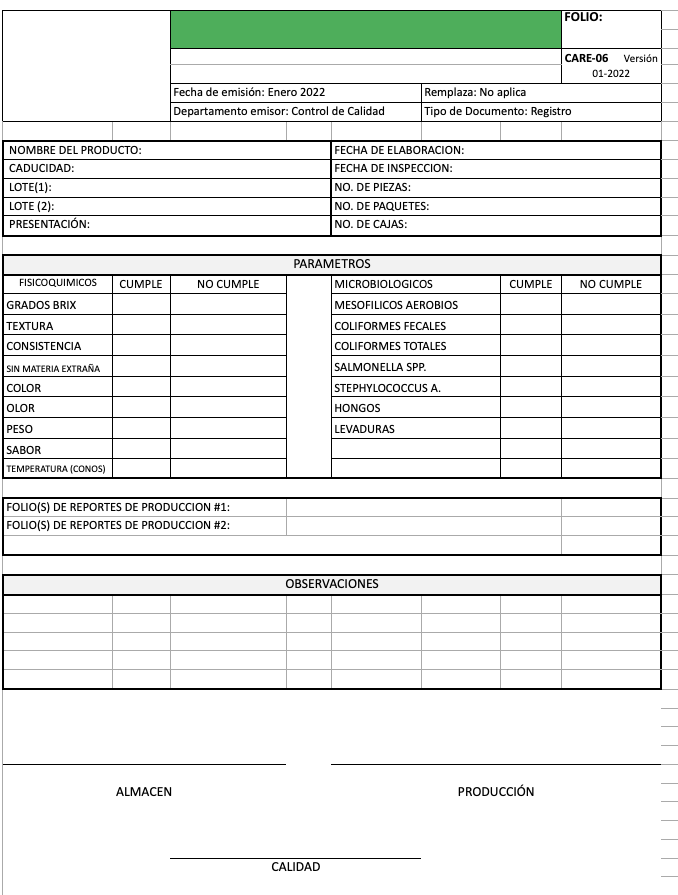 FOLIO:
CARE-06 Versión
01-2022
Fecha de emisión: Enero 2022 Remplaza: No aplica
Departamento emisor: Control de Calidad Tipo de Documento: Registro
NOMBRE DEL PRODUCTO: FECHA DE ELABORACION:
CADUCIDAD: FECHA DE INSPECCION:
LOTE(1): NO. DE PIEZAS:
LOTE (2): NO. DE PAQUETES:
PRESENTACIÓN: NO. DE CAJAS:
PARAMETROS
FISICOQUIMICOS CUMPLE NO CUMPLE MICROBIOLOGICOS CUMPLE NO CUMPLE
GRADOS BRIX MESOFILICOS AEROBIOS
TEXTURA COLIFORMES FECALES
CONSISTENCIA COLIFORMES TOTALES
SIN MATERIA EXTRAÑA SALMONELLA SPP.
COLOR STEPHYLOCOCCUS A.
OLOR HONGOS
PESO LEVADURAS
SABOR
TEMPERATURA (CONOS)
FOLIO(S) DE REPORTES DE PRODUCCION #1:
FOLIO(S) DE REPORTES DE PRODUCCION #2:
OBSERVACIONES
ALMACEN PRODUCCIÓN
CALIDAD